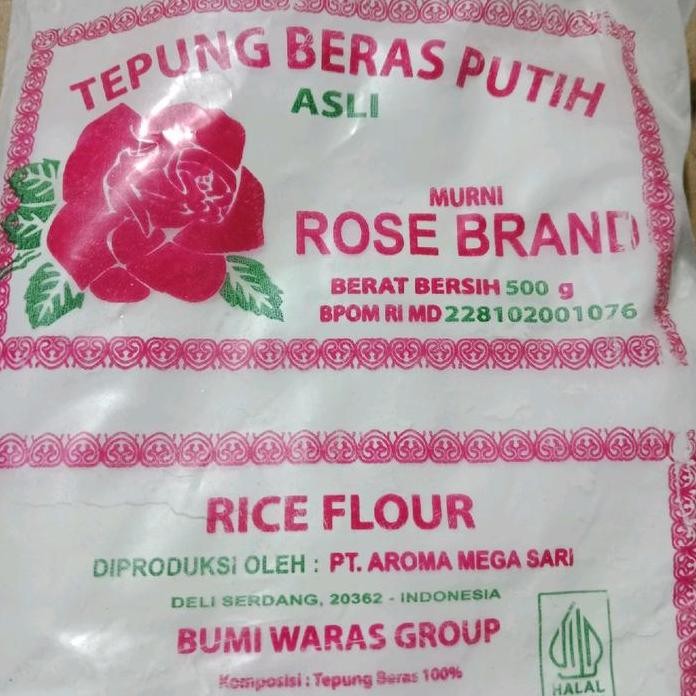 TEPUNG BERAS PUTIH
ASLI
MURNI
ROSE BRAND
BERAT BERSIH 500 g
BPOM RI MD 228102001076
RICE FLOUR
DIPRODUKSI OLEH : PT. AROMA MEGA SARI
DELI SERDANG, 20362 - INDONESIA
BUMI WARAS GROUP
Komposisi : Tepung Beras 100%
HALAL